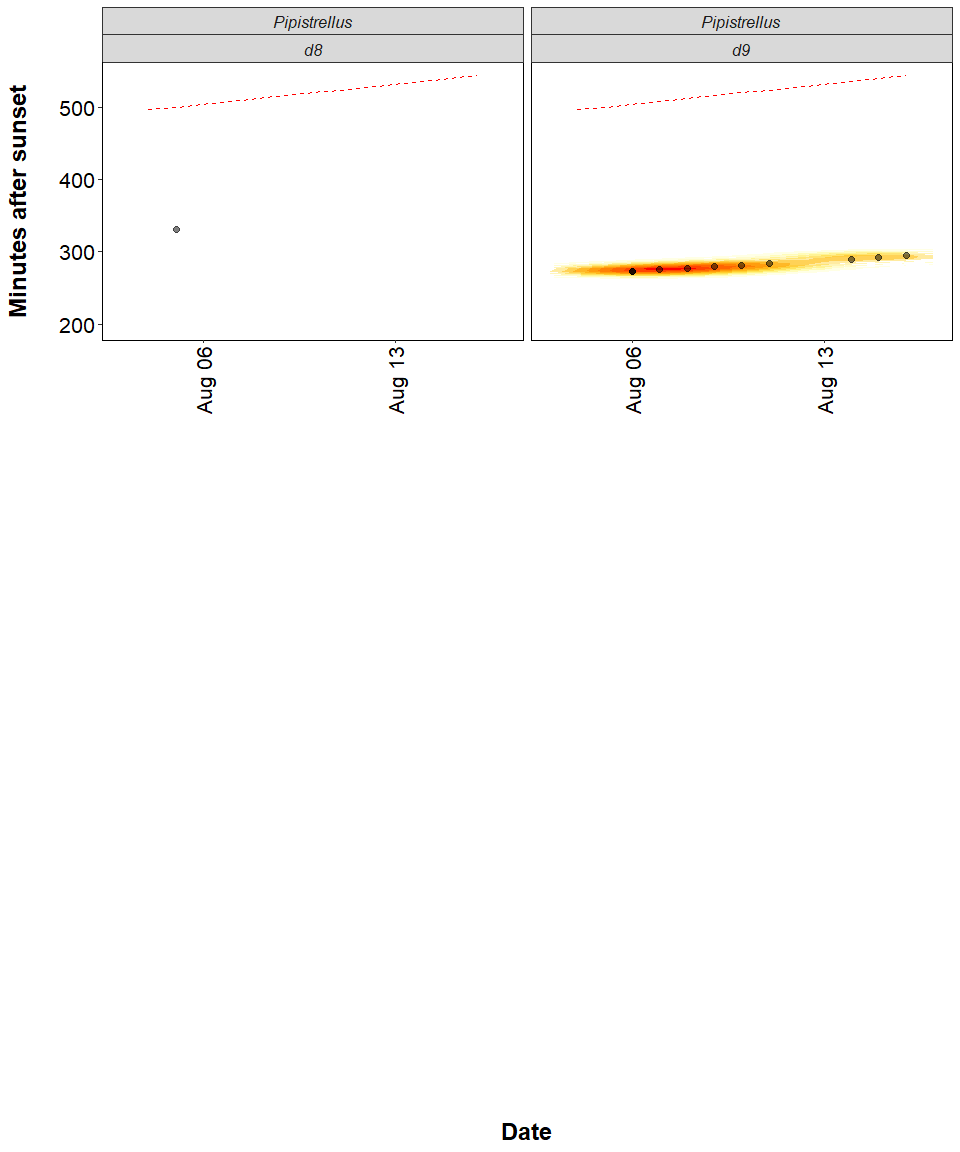 Pipistrellus
Pipistrellus
d8
d9
Minutes after sunset
500
400
300
200
Aug 06
Aug 13
Aug 06
Aug 13
Date